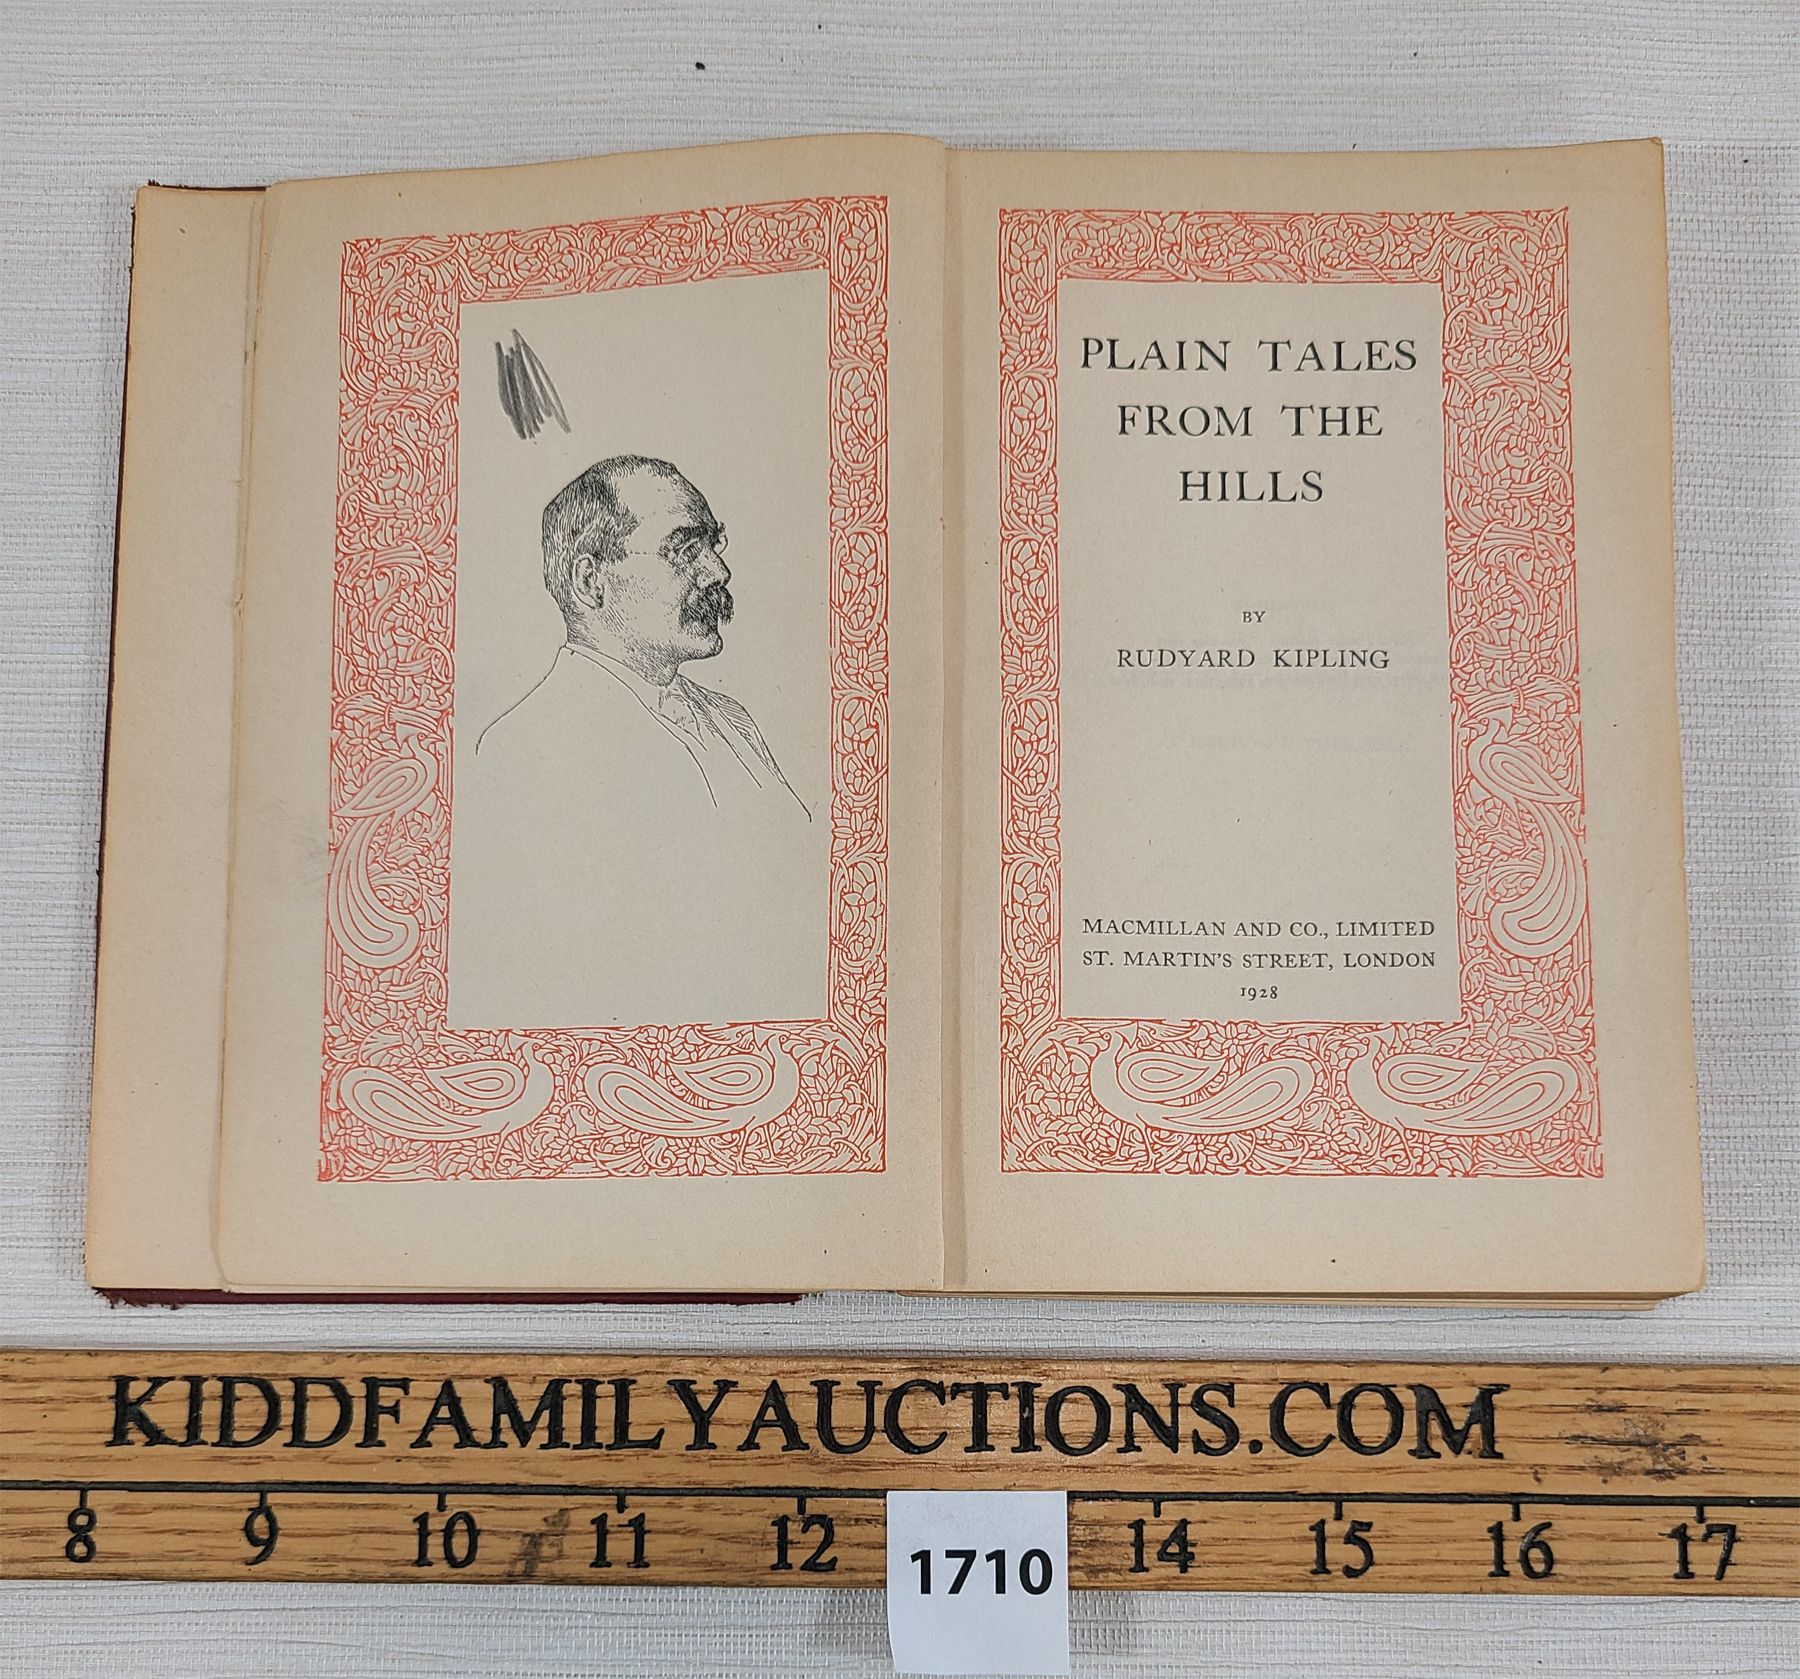 PLAIN TALES
FROM THE
HILLS
BY
RUDYARD KIPLING
MACMILLAN AND CO., LIMITED
ST. MARTIN'S STREET, LONDON
1928
KIDDFAMILYAUCTIONS.COM
8 9 10 11 12 14 15 16 17
1710